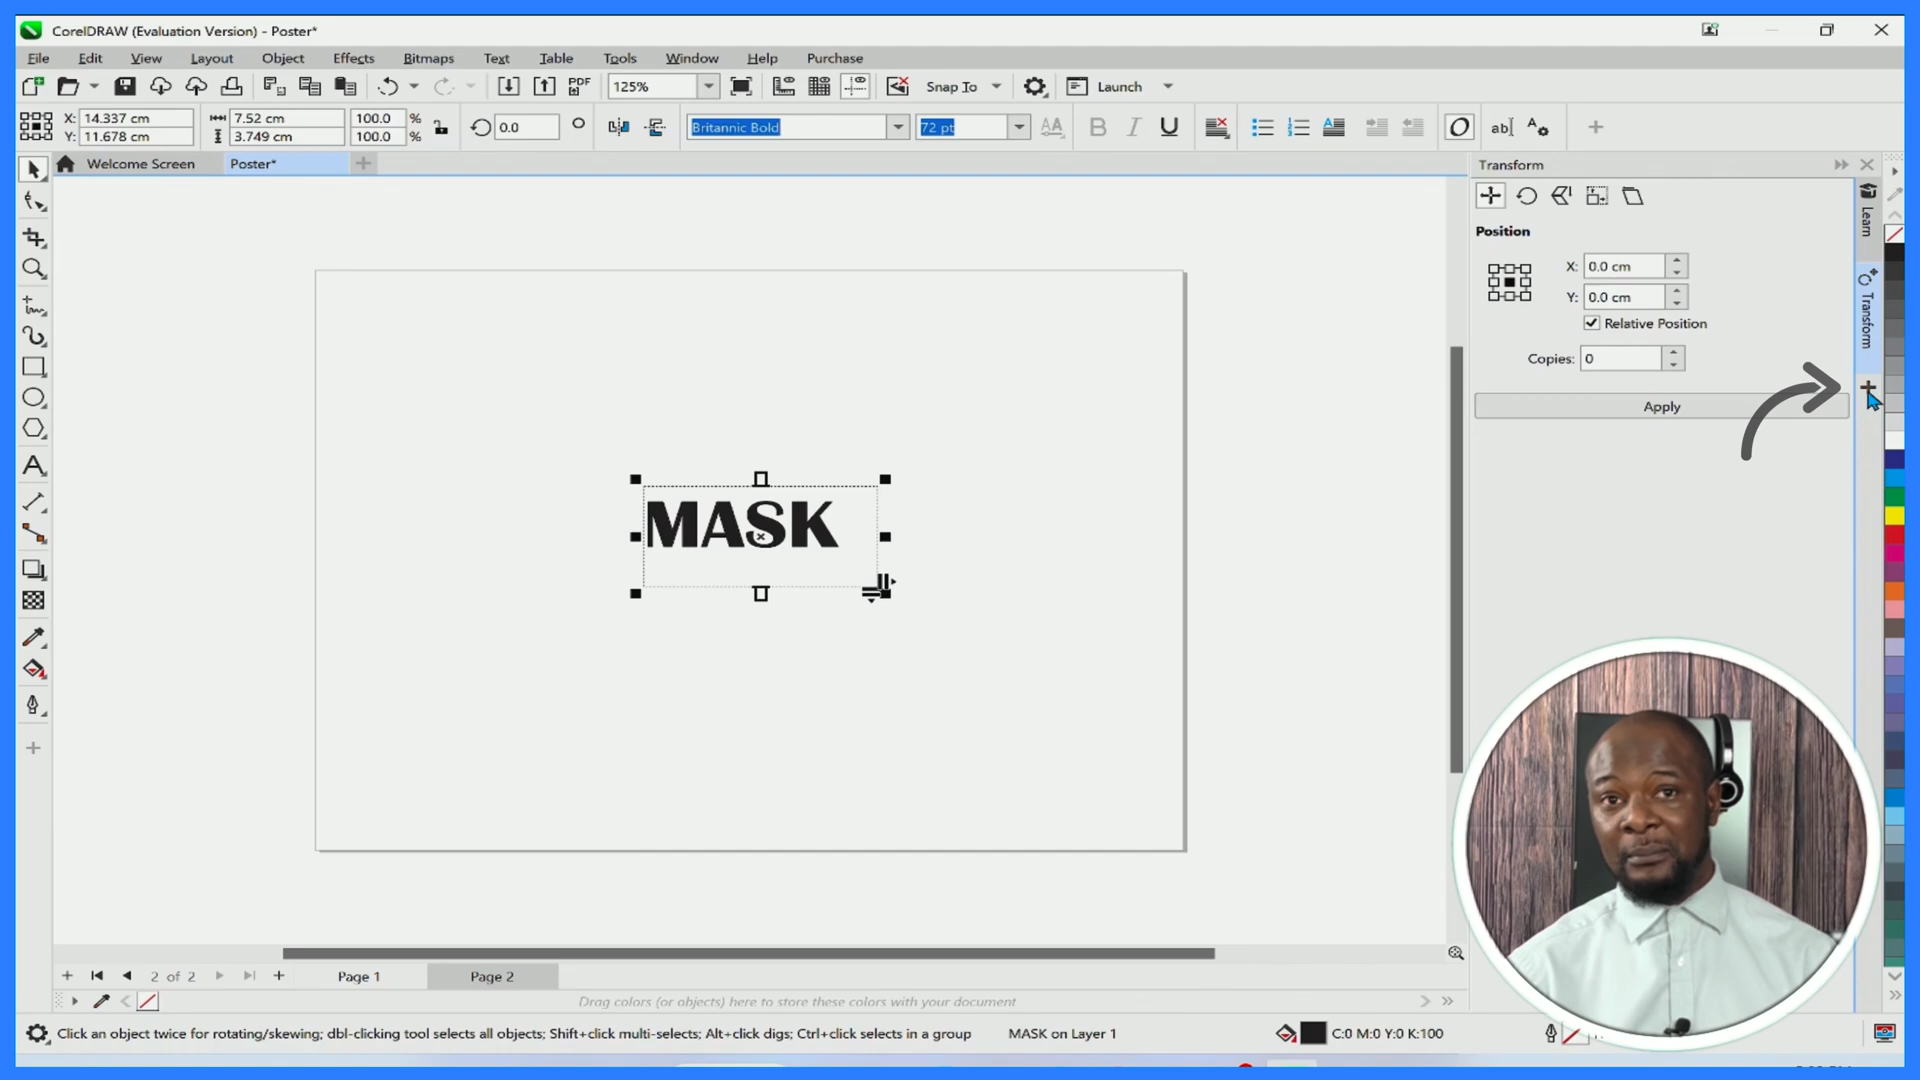 CorelDRAW (Evaluation Version) - Poster*
File Edit View Layout Object Effects Bitmaps Text Table Tools Window Help Purchase
PDF 125% Snap To Launch
X: 14.337 cm 7.52 cm 100.0 %
Y: 11.678 cm 3.749 cm 100.0 %
0.0 Britannic Bold 72 pt AA B I U O ab
Welcome Screen Poster*
Transform
Learn
Position
X: 0.0 cm
Y: 0.0 cm
Transform
Relative Position
Copies: 0
Apply
MASK
2 of 2 Page 1 Page 2
Drag colors (or objects) here to store these colors with your document
Click an object twice for rotating/skewing; dbl-clicking tool selects all objects; Shift+click multi-selects; Alt+click digs; Ctrl+click selects in a group MASK on Layer 1 C:0 M:0 Y:0 K:100